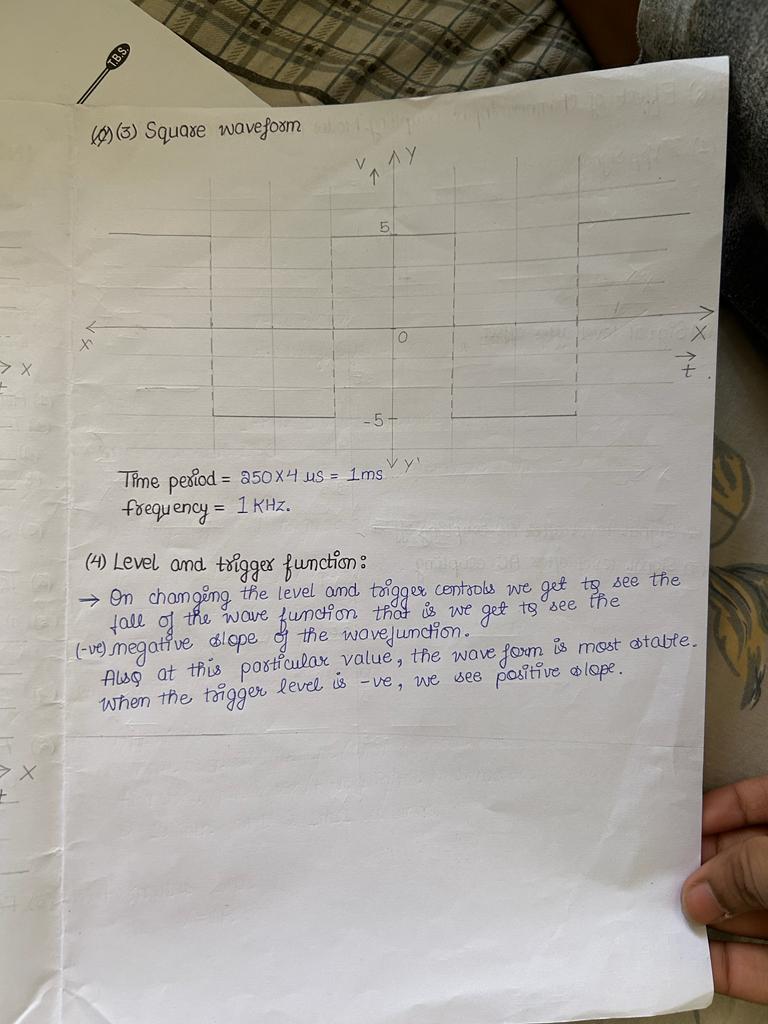 T.B.S.
(φ)(3) Square waveform
V ↑ Y
5
X' O X
→ t
-5
Y'
Time period = 250 X 4 us = 1ms
frequency = 1 KHz.
(4) Level and trigger function:
→ On changing the level and trigger controls we get to see the
fall of the wave function that is we get to see the
(-ve) negative slope of the wavefunction.
Also at this particular value, the wave form is most stable.
When the trigger level is -ve, we see positive slope.
X
t
X
t